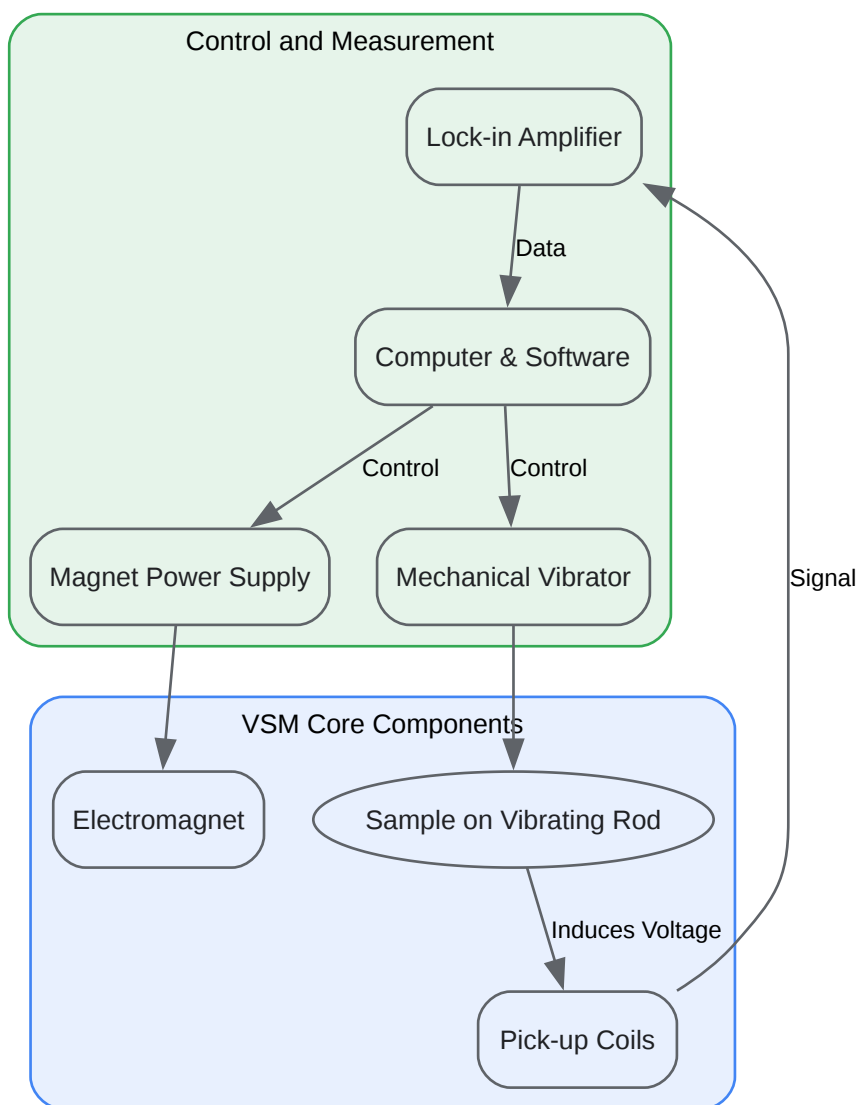 Control and Measurement
Lock-in Amplifier
Data
Computer & Software
Control
Control
Magnet Power Supply
Mechanical Vibrator
Signal
VSM Core Components
Electromagnet
Sample on Vibrating Rod
Induces Voltage
Pick-up Coils